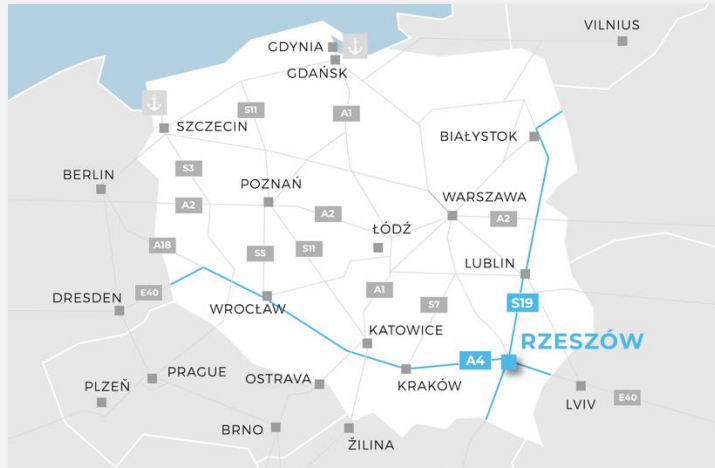 VILNIUS
GDYNIA
GDAŃSK
S11
A1
SZCZECIN
BIAŁYSTOK
S3
BERLIN
POZNAŃ
WARSZAWA
A2
A2
A2
ŁÓDŹ
A18
S5
S11
LUBLIN
E40
A1
DRESDEN
WROCŁAW
S7
S19
KATOWICE
RZESZÓW
A4
PRAGUE
OSTRAVA
KRAKÓW
PLZEŇ
LVIV
E40
BRNO
ŽILINA